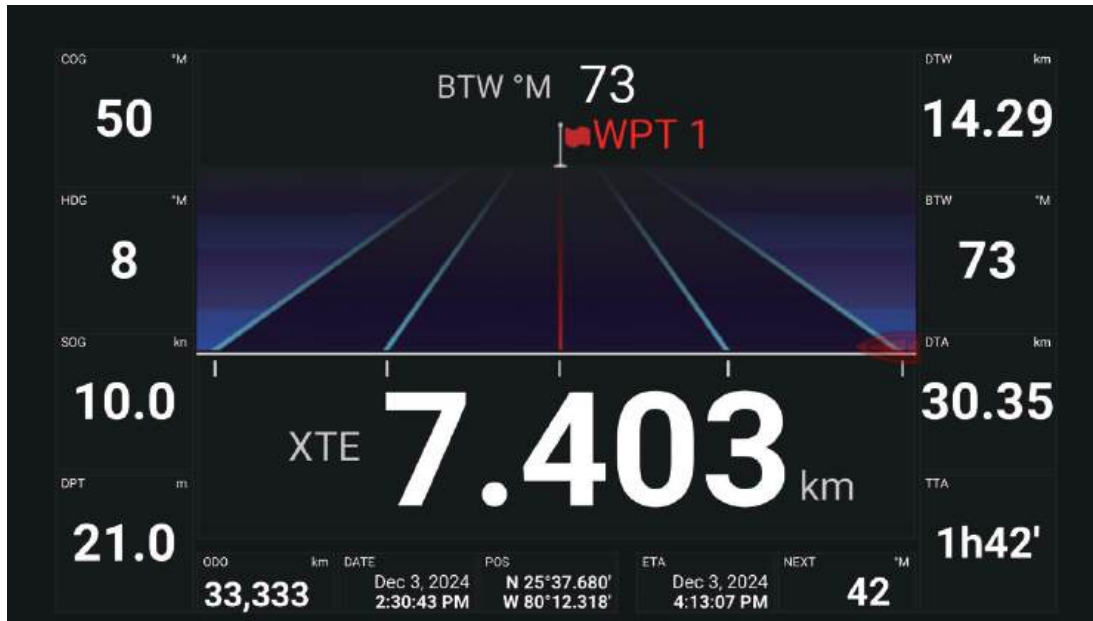 COG °M
50
HDG °M
8
SOG kn
10.0
DPT m
21.0
BTW °M 73
WPT 1
XTE 7.403 km
DTW km
14.29
BTW °M
73
DTA km
30.35
TTA
1h42'
ODO km
33,333
DATE
Dec 3, 2024
2:30:43 PM
POS
N 25°37.680'
W 80°12.318'
ETA
Dec 3, 2024
4:13:07 PM
NEXT °M
42